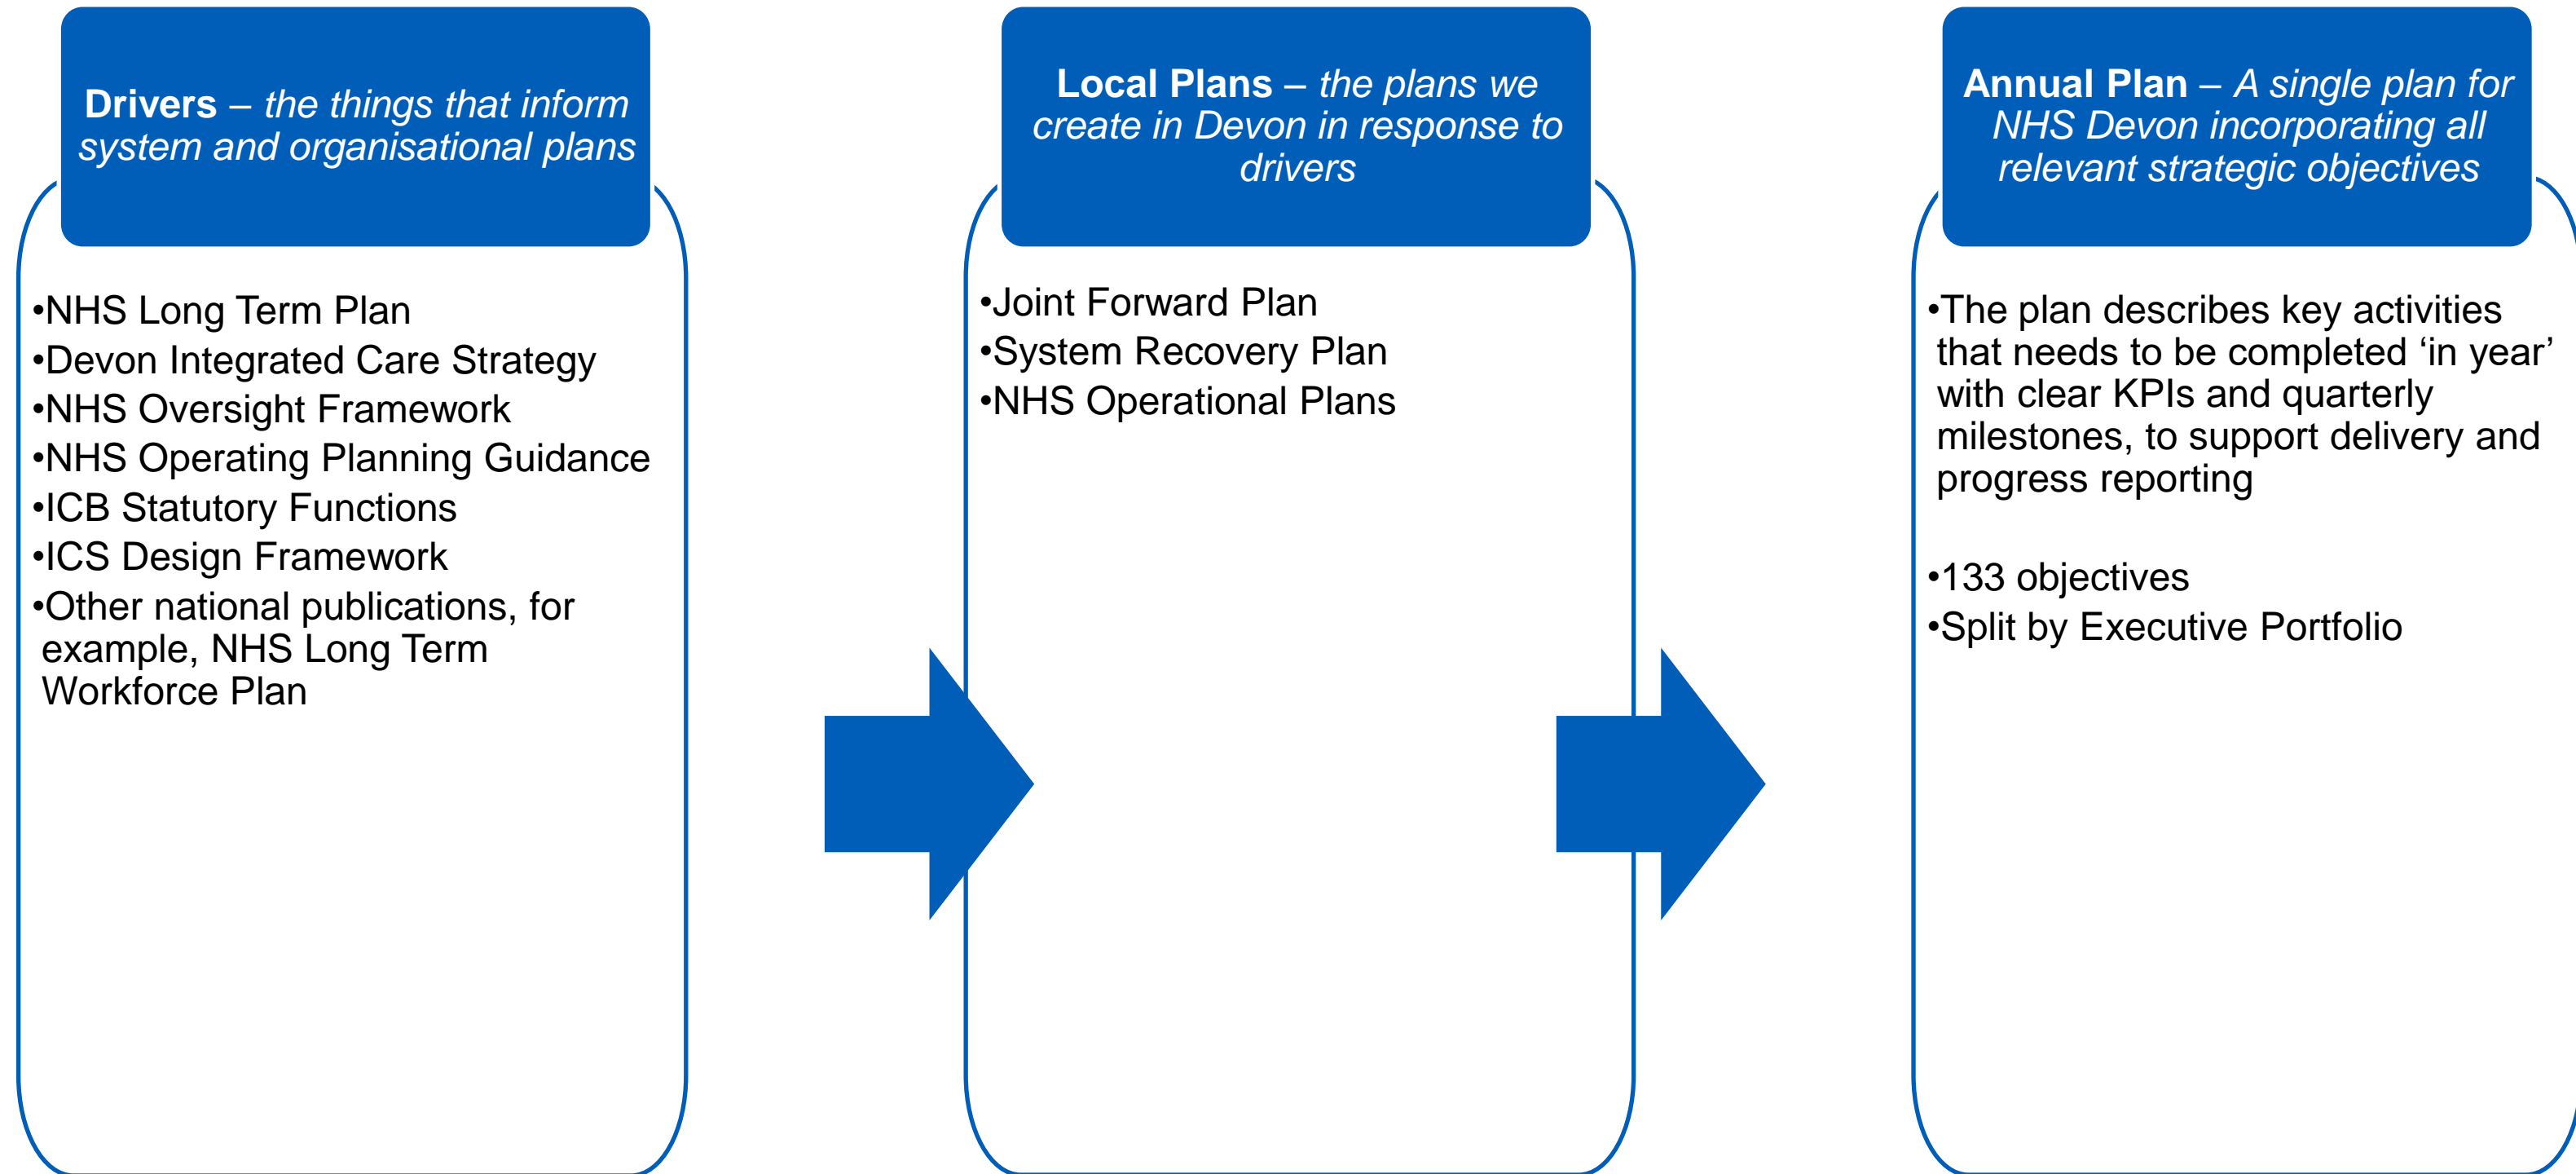 Drivers – the things that inform
system and organisational plans
•NHS Long Term Plan
•Devon Integrated Care Strategy
•NHS Oversight Framework
•NHS Operating Planning Guidance
•ICB Statutory Functions
•ICS Design Framework
•Other national publications, for
example, NHS Long Term
Workforce Plan
Local Plans – the plans we
create in Devon in response to
drivers
•Joint Forward Plan
•System Recovery Plan
•NHS Operational Plans
Annual Plan – A single plan for
NHS Devon incorporating all
relevant strategic objectives
•The plan describes key activities
that needs to be completed ‘in year’
with clear KPIs and quarterly
milestones, to support delivery and
progress reporting
•133 objectives
•Split by Executive Portfolio